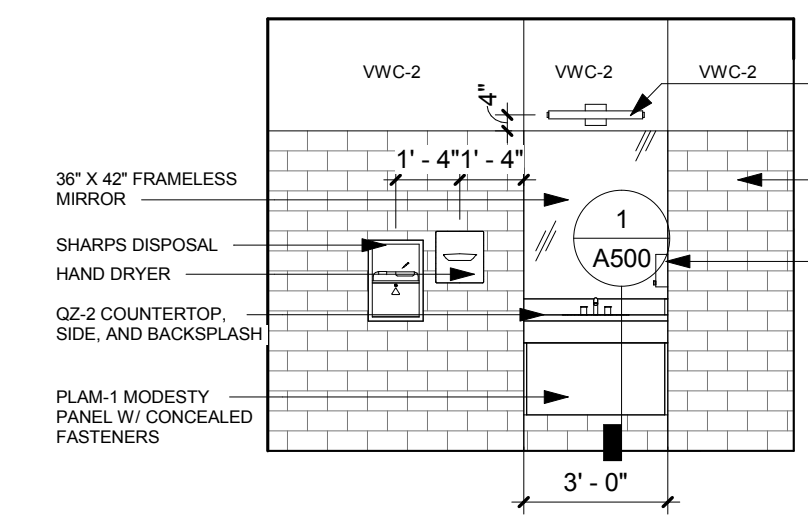 VWC-2
VWC-2
VWC-2
4"
1' - 4"
1' - 4"
36" X 42" FRAMELESS
MIRROR
1
A500
SHARPS DISPOSAL
HAND DRYER
QZ-2 COUNTERTOP,
SIDE, AND BACKSPLASH
PLAM-1 MODESTY
PANEL W/ CONCEALED
FASTENERS
3' - 0"